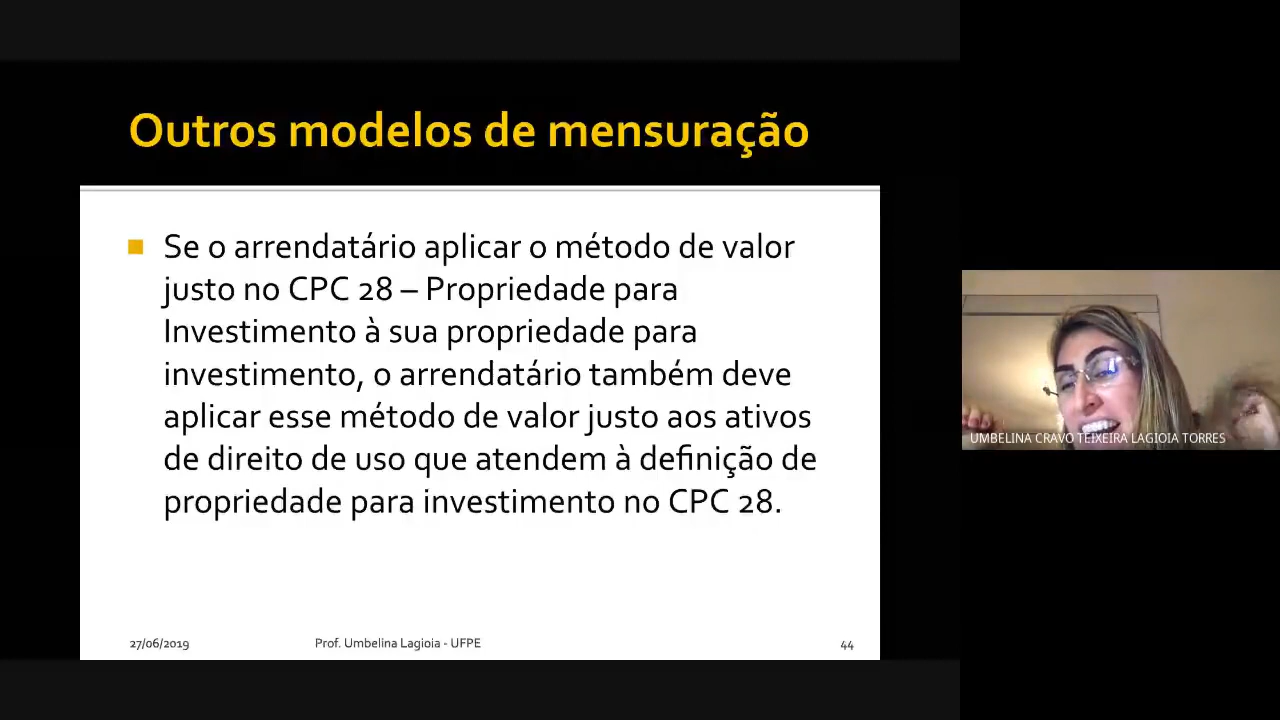 Outros modelos de mensuração
Se o arrendatário aplicar o método de valor
justo no CPC 28 – Propriedade para
Investimento à sua propriedade para
investimento, o arrendatário também deve
aplicar esse método de valor justo aos ativos
de direito de uso que atendem à definição de
propriedade para investimento no CPC 28.
27/06/2019
Prof. Umbelina Lagioia - UFPE
44
UMBELINA CRAVO TEIXEIRA LAGIOIA TORRES